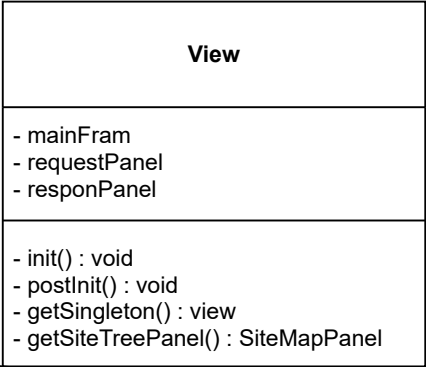 View
- mainFram
- requestPanel
- responPanel
- init() : void
- postInit() : void
- getSingleton() : view
- getSiteTreePanel() : SiteMapPanel